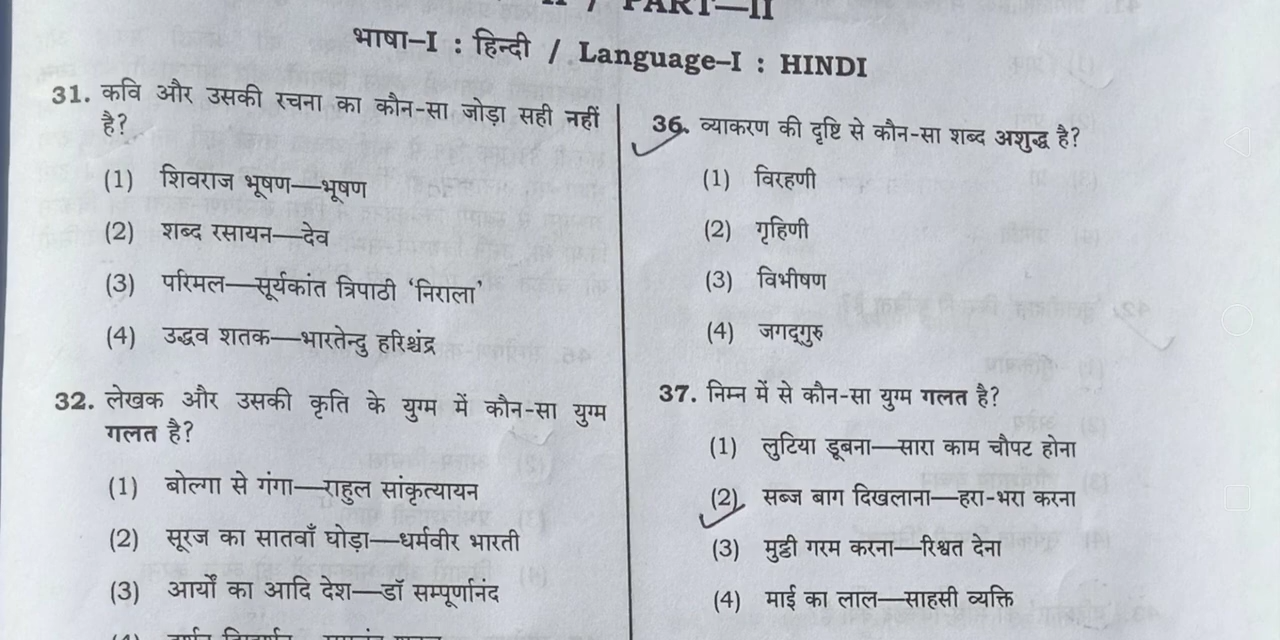 PART—II
भाषा–I : हिन्दी / Language–I : HINDI
31. कवि और उसकी रचना का कौन-सा जोड़ा सही नहीं
है?
(1) शिवराज भूषण—भूषण
(2) शब्द रसायन—देव
(3) परिमल—सूर्यकांत त्रिपाठी ‘निराला’
(4) उद्धव शतक—भारतेन्दु हरिश्चंद्र
32. लेखक और उसकी कृति के युग्म में कौन-सा युग्म
गलत है?
(1) बोल्गा से गंगा—राहुल सांकृत्यायन
(2) सूरज का सातवाँ घोड़ा—धर्मवीर भारती
(3) आर्यों का आदि देश—डॉ सम्पूर्णानंद
36. व्याकरण की दृष्टि से कौन-सा शब्द अशुद्ध है?
(1) विरहणी
(2) गृहिणी
(3) विभीषण
(4) जगद्गुरु
37. निम्न में से कौन-सा युग्म गलत है?
(1) लुटिया डूबना—सारा काम चौपट होना
(2) सब्ज बाग दिखलाना—हरा-भरा करना
(3) मुट्ठी गरम करना—रिश्वत देना
(4) माई का लाल—साहसी व्यक्ति